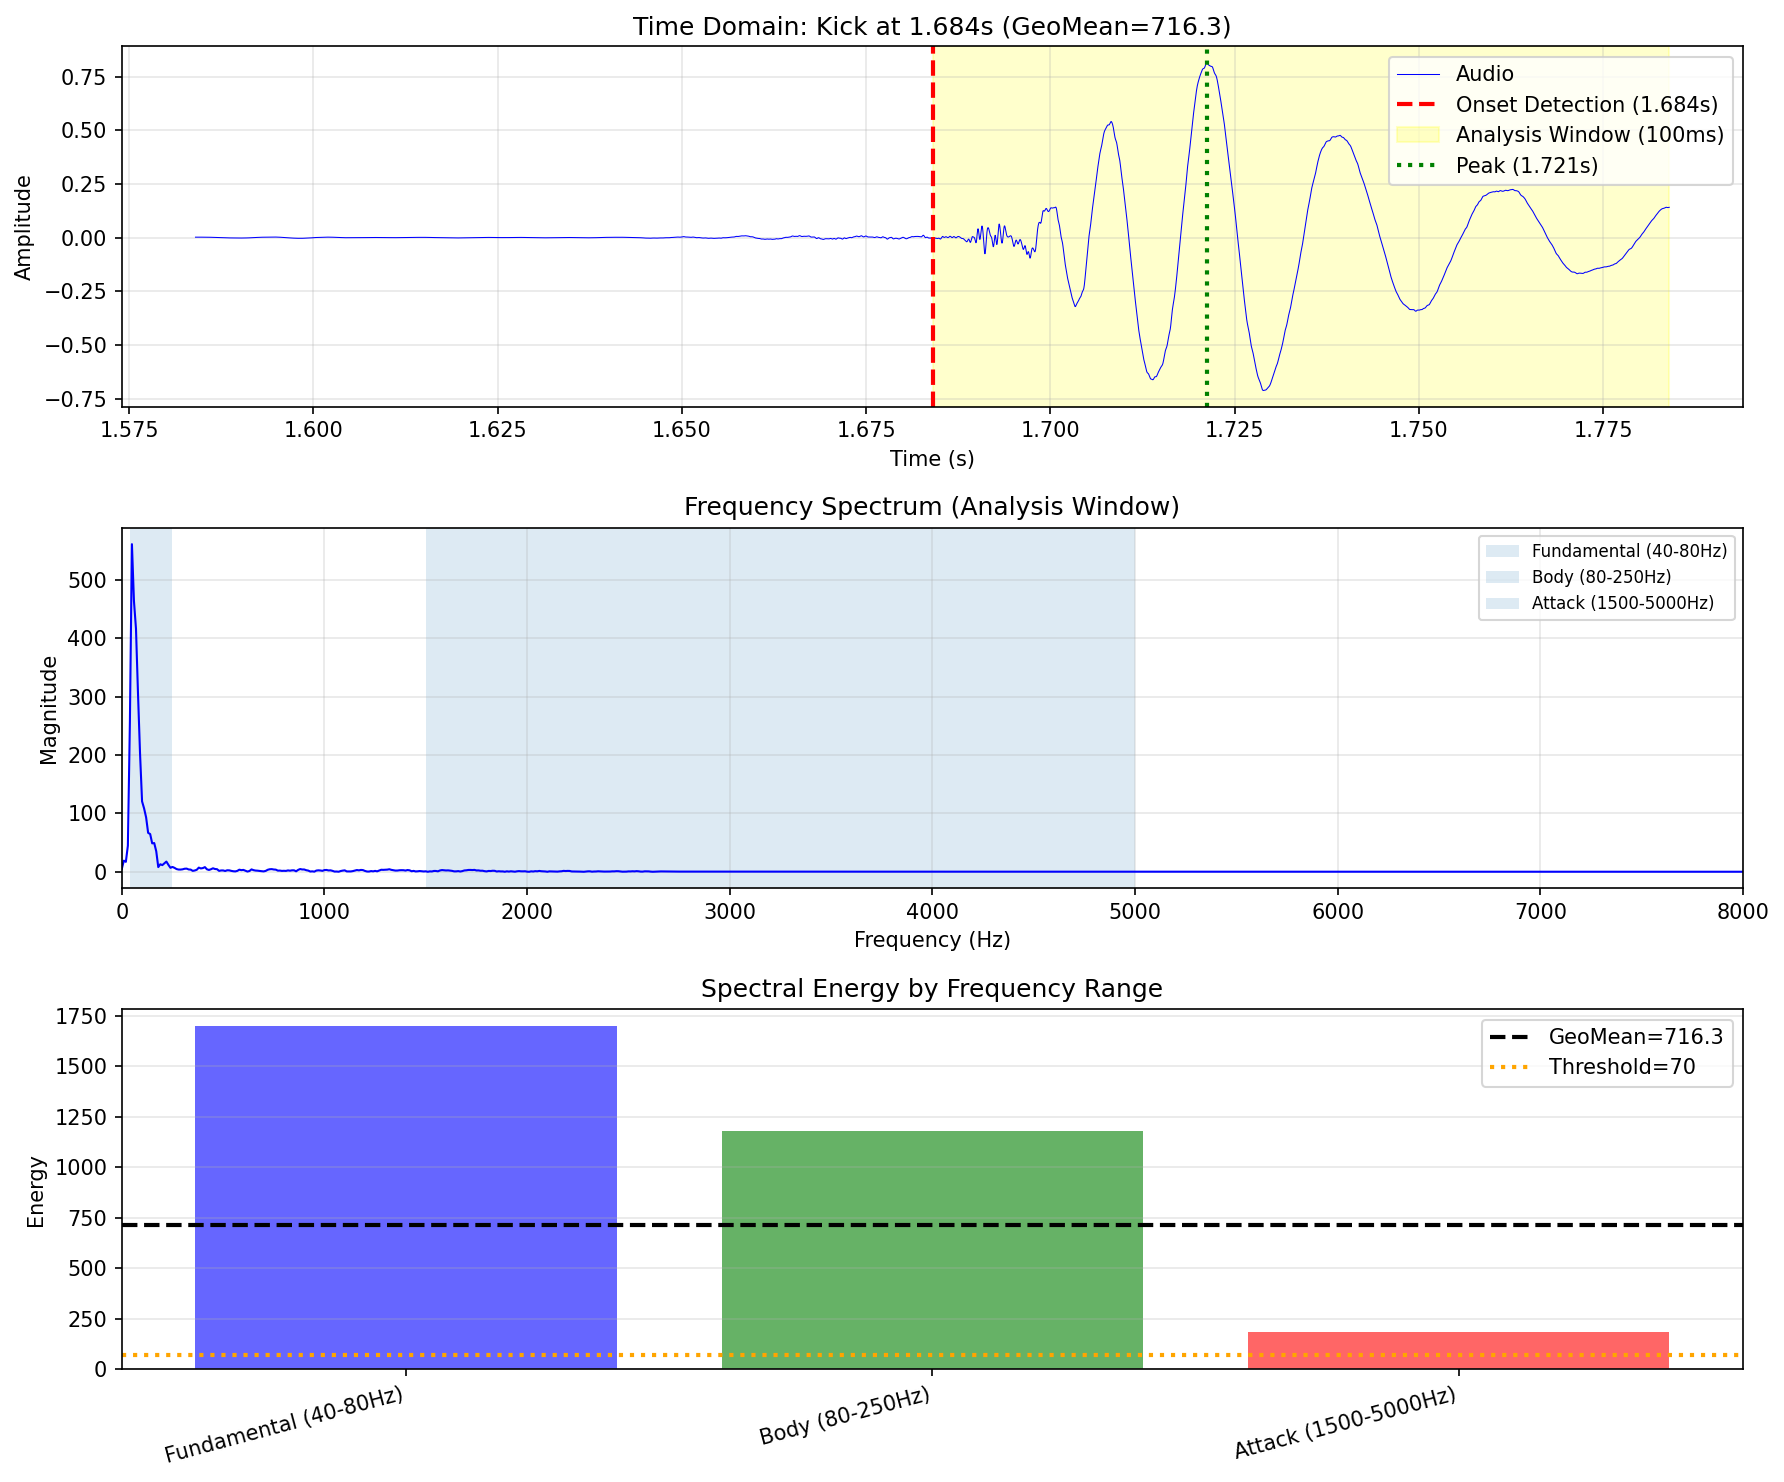 Time Domain: Kick at 1.684s (GeoMean=716.3)
Amplitude
0.75
0.50
0.25
0.00
−0.25
−0.50
−0.75
Audio
Onset Detection (1.684s)
Analysis Window (100ms)
Peak (1.721s)
1.575 1.600 1.625 1.650 1.675 1.700 1.725 1.750 1.775
Time (s)
Frequency Spectrum (Analysis Window)
Magnitude
500
400
300
200
100
0
Fundamental (40-80Hz)
Body (80-250Hz)
Attack (1500-5000Hz)
0 1000 2000 3000 4000 5000 6000 7000 8000
Frequency (Hz)
Spectral Energy by Frequency Range
Energy
1750
1500
1250
1000
750
500
250
0
GeoMean=716.3
Threshold=70
Fundamental (40-80Hz)
Body (80-250Hz)
Attack (1500-5000Hz)